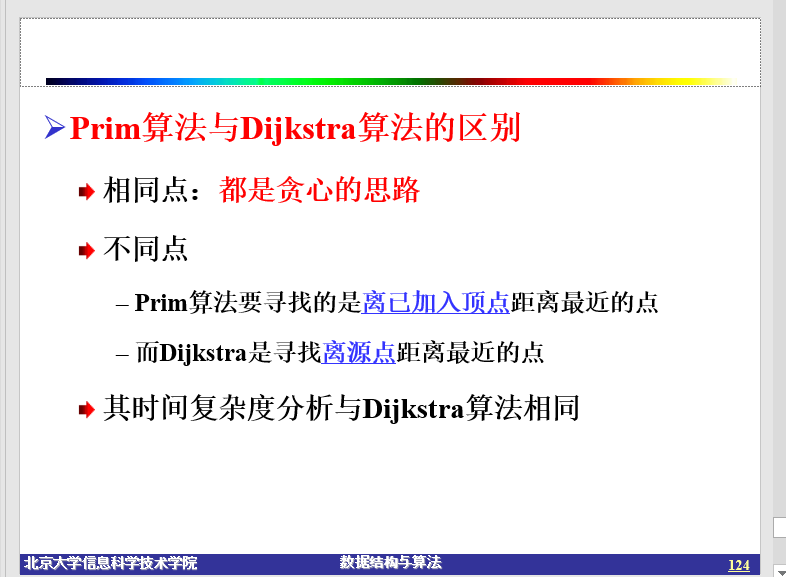 Prim算法与Dijkstra算法的区别
相同点：都是贪心的思路
不同点
– Prim算法要寻找的是离已加入顶点距离最近的点
– 而Dijkstra是寻找离源点距离最近的点
其时间复杂度分析与Dijkstra算法相同
北京大学信息科学技术学院 数据结构与算法 124